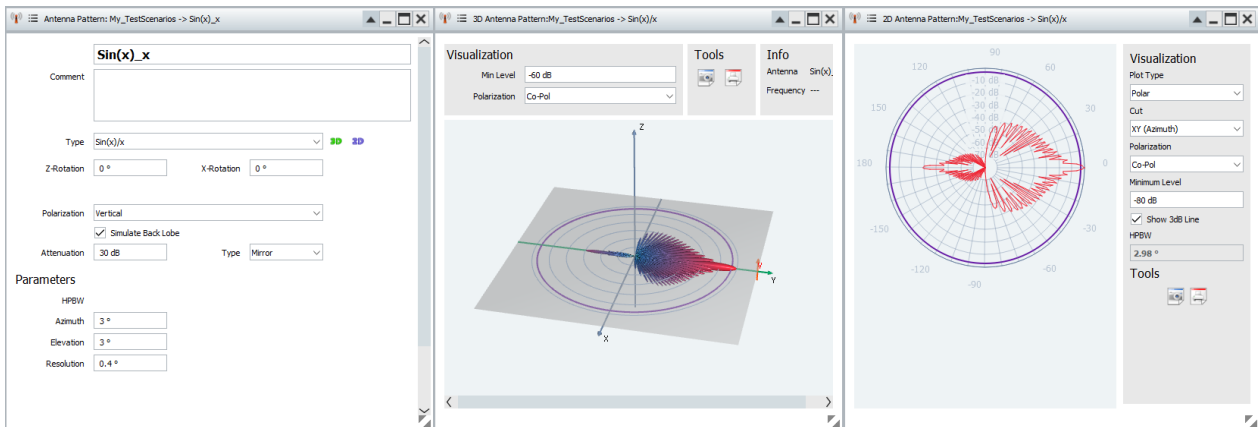 Antenna Pattern: My_TestScenarios -> Sin(x)_x
Sin(x)_x
Comment
Type Sin(x)/x 3D 2D
Z-Rotation 0 ° X-Rotation 0 °
Polarization Vertical
Simulate Back Lobe
Attenuation 30 dB Type Mirror
Parameters
HPBW
Azimuth 3 °
Elevation 3 °
Resolution 0.4 °
3D Antenna Pattern:My_TestScenarios -> Sin(x)/x
Visualization
Min Level -60 dB
Polarization Co-Pol
Tools
Info
Antenna Sin(x)_
Frequency ---
Z
Y
X
2D Antenna Pattern:My_TestScenarios -> Sin(x)/x
90
120 60
150 30
180 0
-150 -30
-120 -60
-90
-10 dB
-20 dB
-30 dB
-40 dB
-50 dB
Visualization
Plot Type
Polar
Cut
XY (Azimuth)
Polarization
Co-Pol
Minimum Level
-80 dB
Show 3dB Line
HPBW
2.98 °
Tools